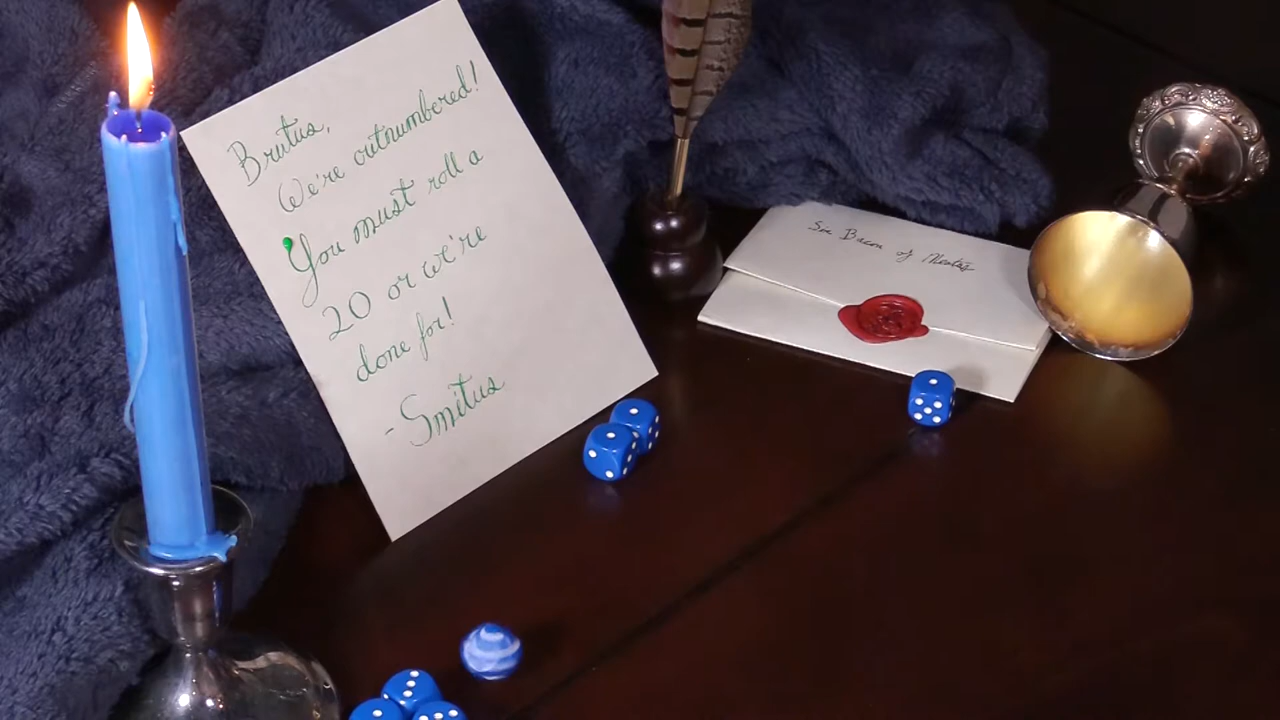 Brutus,
We're outnumbered!
You must roll a
20 or we're
done for!
- Smitus
Sir Bacon of